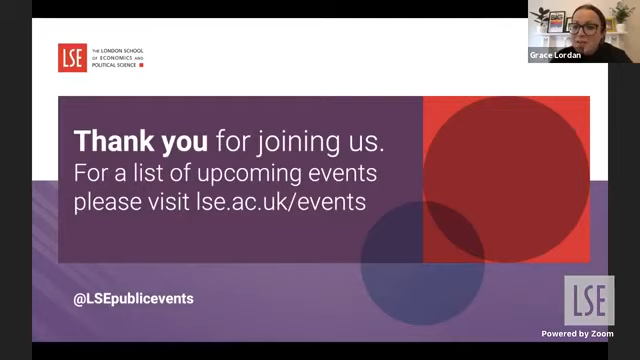 LSE
THE LONDON SCHOOL
OF ECONOMICS AND
POLITICAL SCIENCE
Grace Lordan
Thank you for joining us.
For a list of upcoming events
please visit lse.ac.uk/events
@LSEpublicevents
LSE
Powered by Zoom